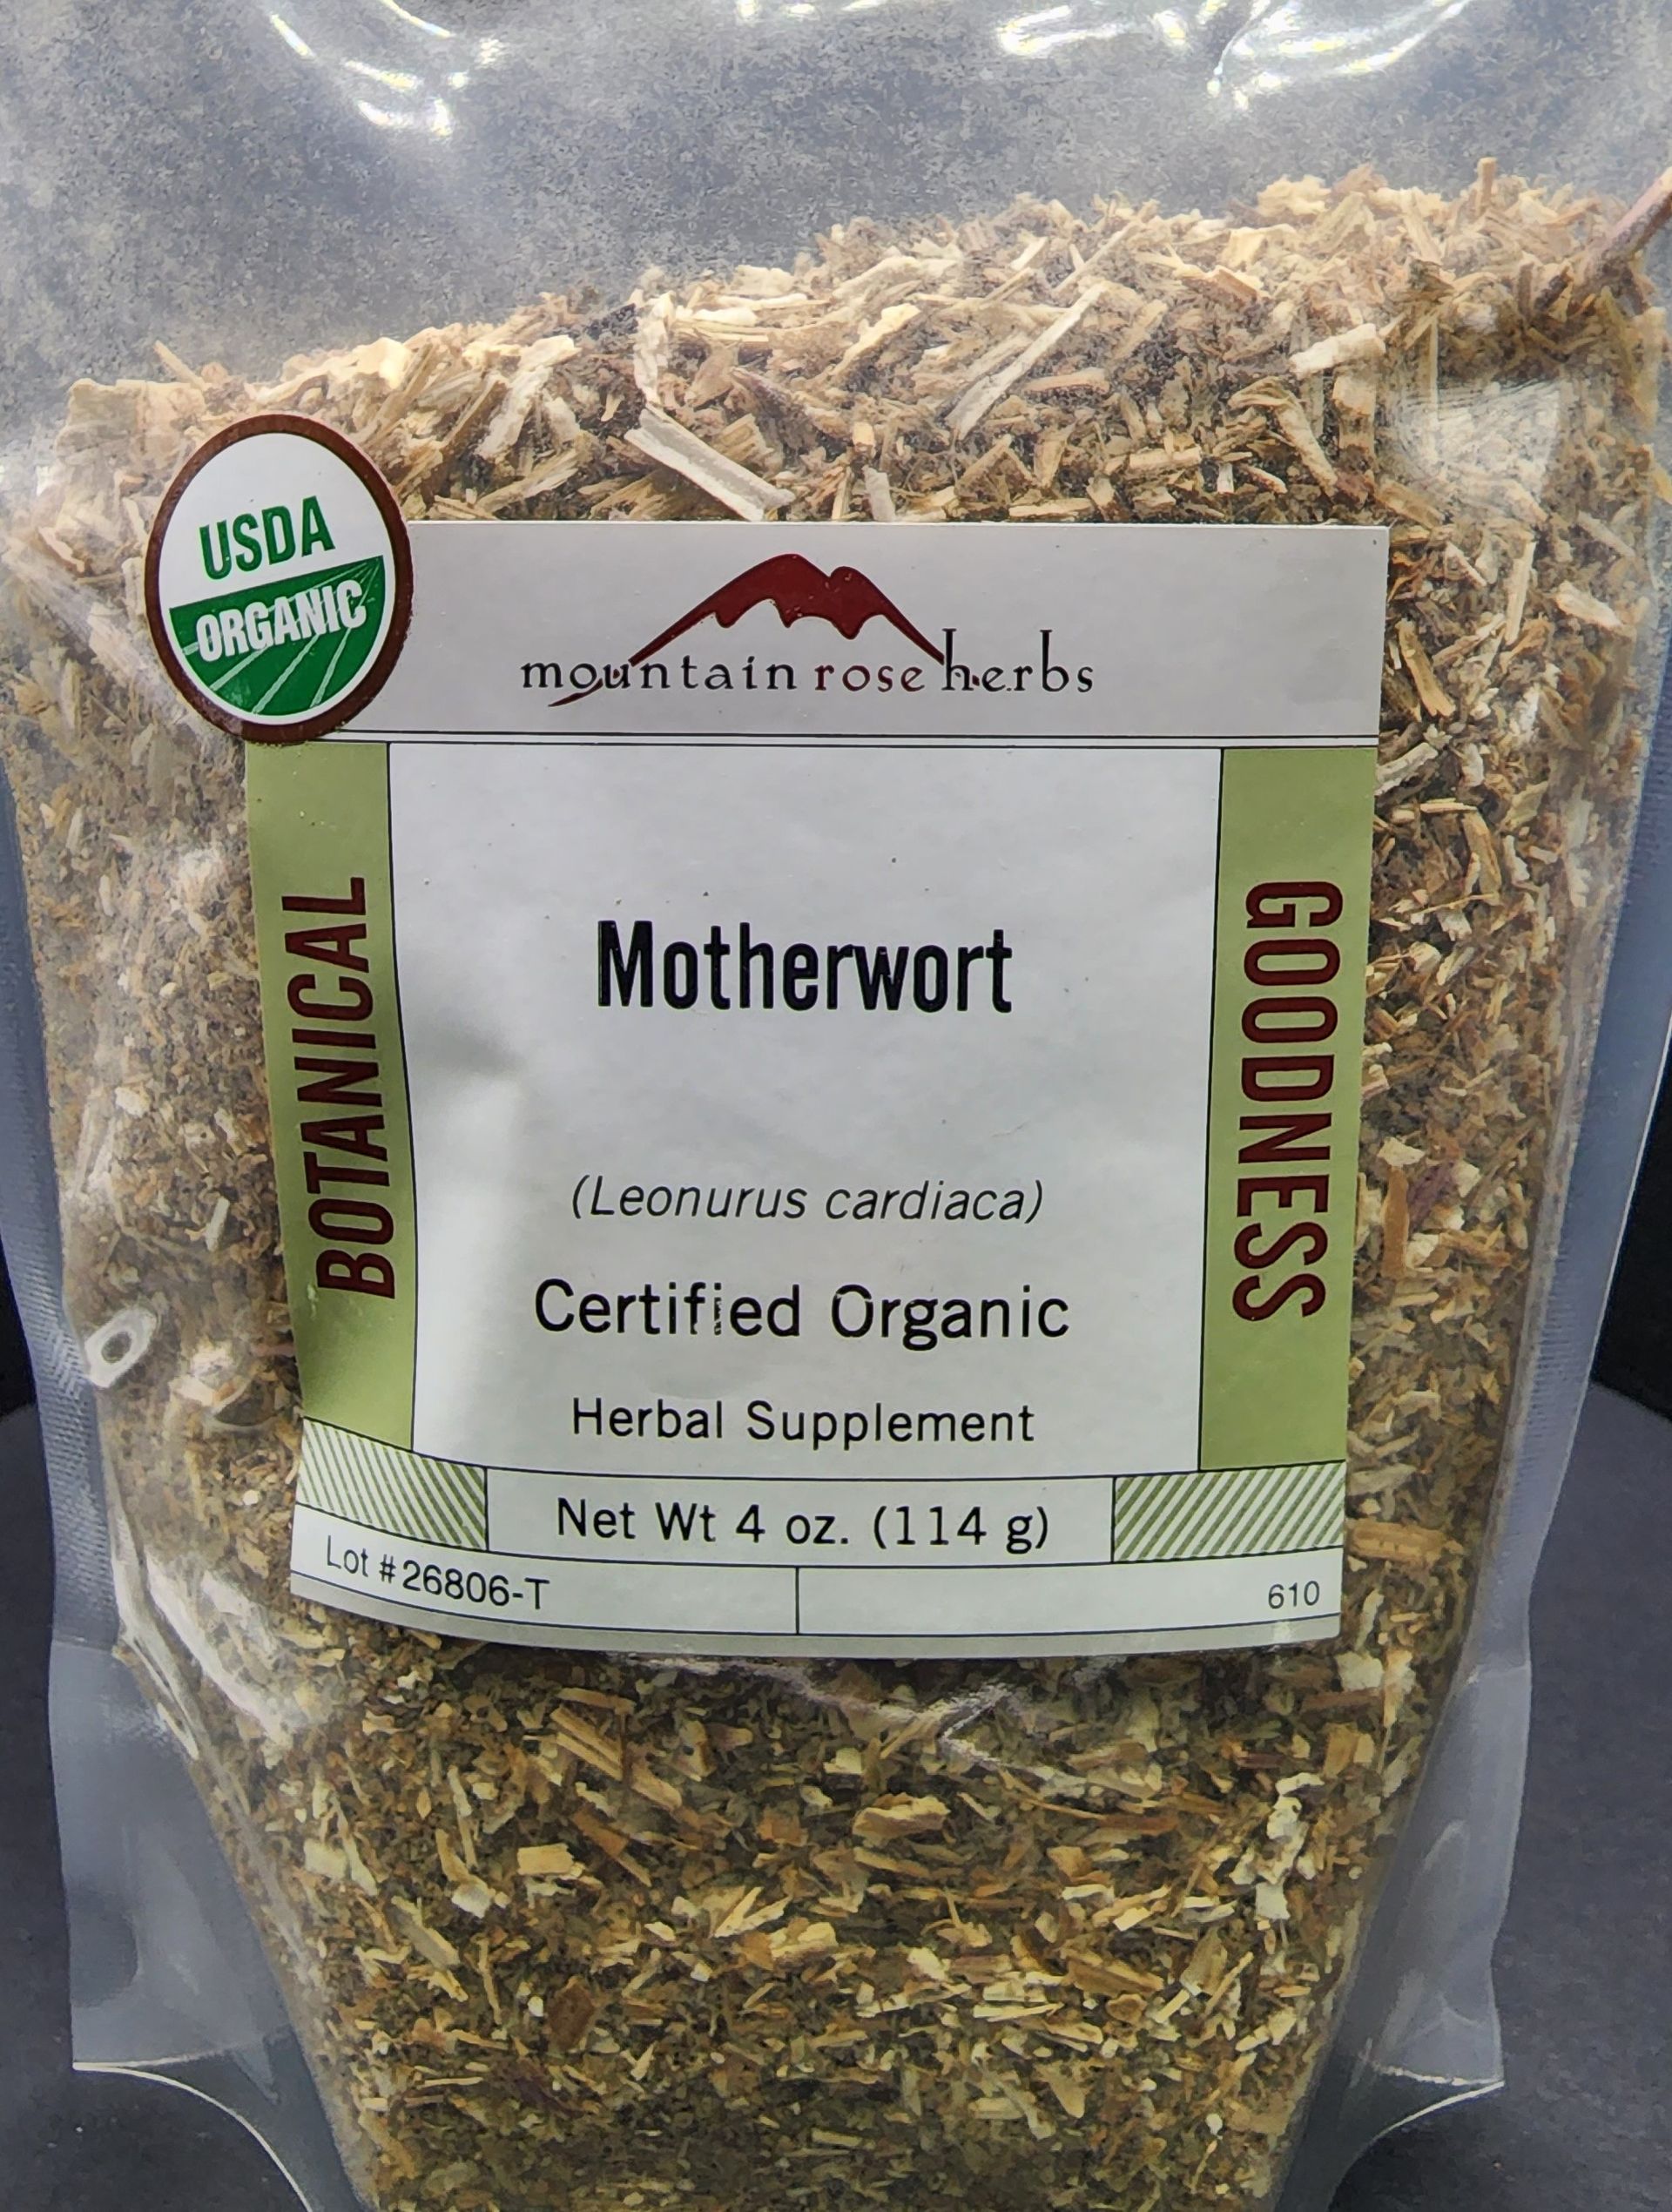 USDA
ORGANIC
mountain rose herbs
BOTANICAL
GOODNESS
Motherwort
(Leonurus cardiaca)
Certified Organic
Herbal Supplement
Net Wt 4 oz. (114 g)
Lot #26806-T
610